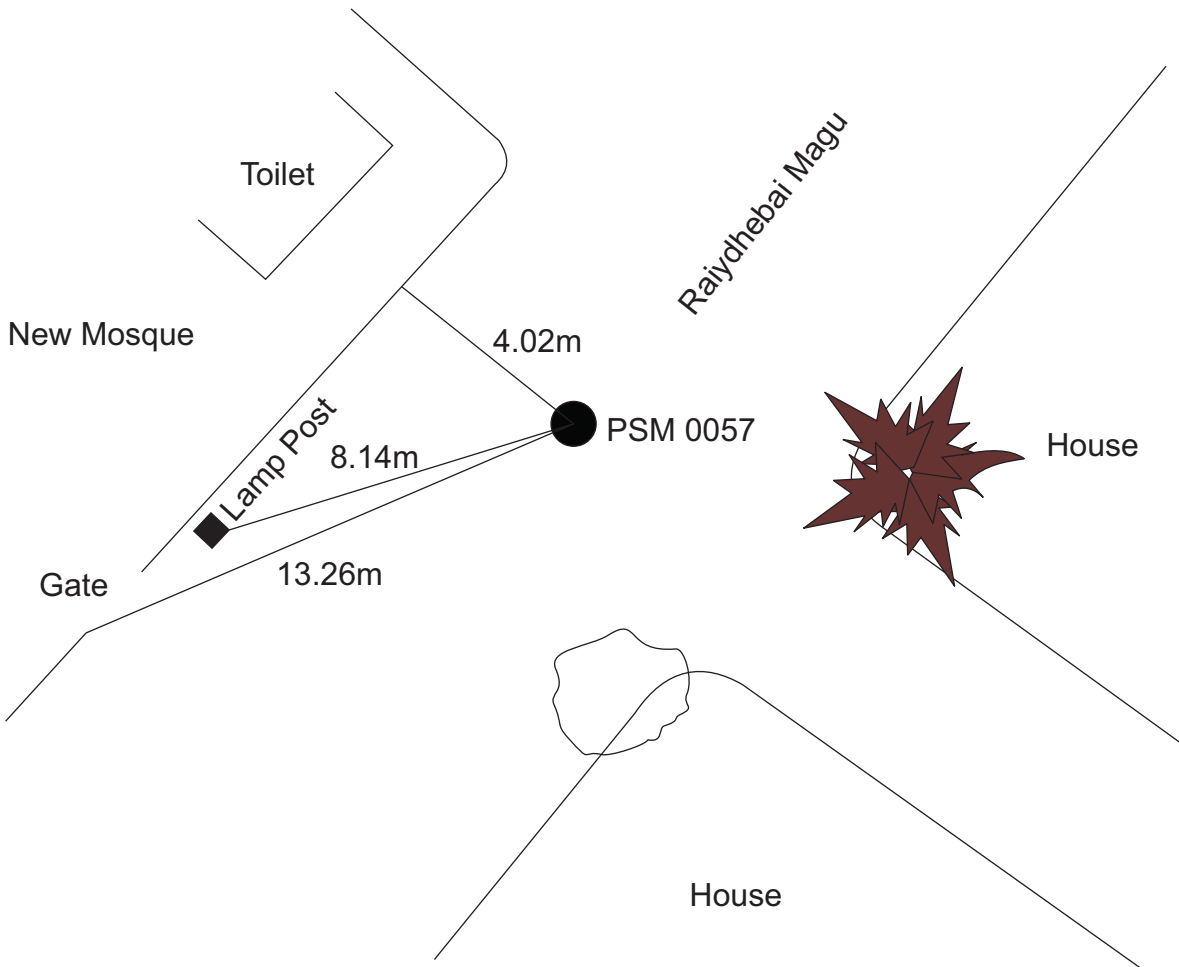 Toilet
Raiydhebai Magu
New Mosque
4.02m
PSM 0057
House
Lamp Post
8.14m
13.26m
Gate
House